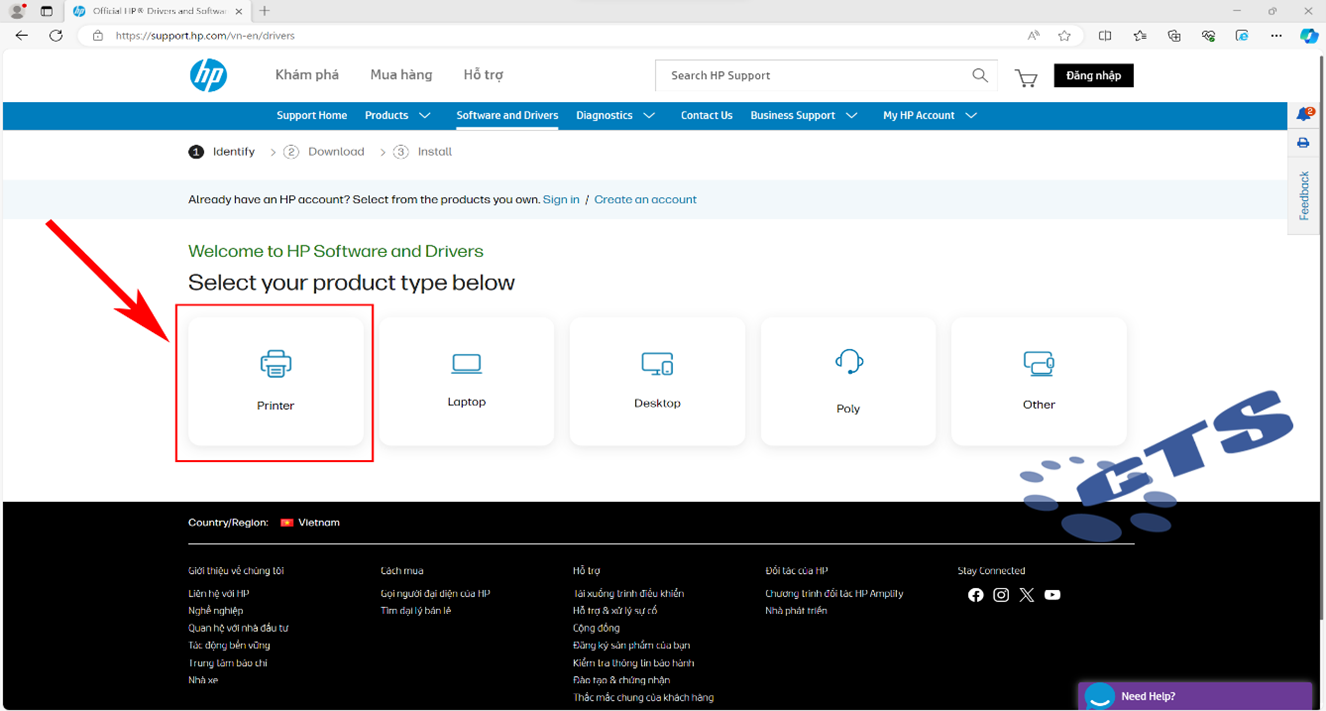 Official HP® Drivers and Softwa
https://support.hp.com/vn-en/drivers
hp
Khám phá Mua hàng Hỗ trợ
Search HP Support
Đăng nhập
Support Home Products Software and Drivers Diagnostics Contact Us Business Support My HP Account
2
1 Identify > 2 Download > 3 Install
Feedback
Already have an HP account? Select from the products you own. Sign in / Create an account
Welcome to HP Software and Drivers
Select your product type below
Printer Laptop Desktop Poly Other
GTS
Country/Region: Vietnam
Giới thiệu về chúng tôi
Liên hệ với HP
Nghề nghiệp
Quan hệ với nhà đầu tư
Tác động bền vững
Trung tâm báo chí
Nhà xe
Cách mua
Gọi người đại diện của HP
Tìm đại lý bán lẻ
Hỗ trợ
Tải xuống trình điều khiển
Hỗ trợ & xử lý sự cố
Cộng đồng
Đăng ký sản phẩm của bạn
Kiểm tra thông tin bảo hành
Đào tạo & chứng nhận
Thắc mắc chung của khách hàng
Đối tác của HP
Chương trình đối tác HP Amplify
Nhà phát triển
Stay Connected
Need Help?